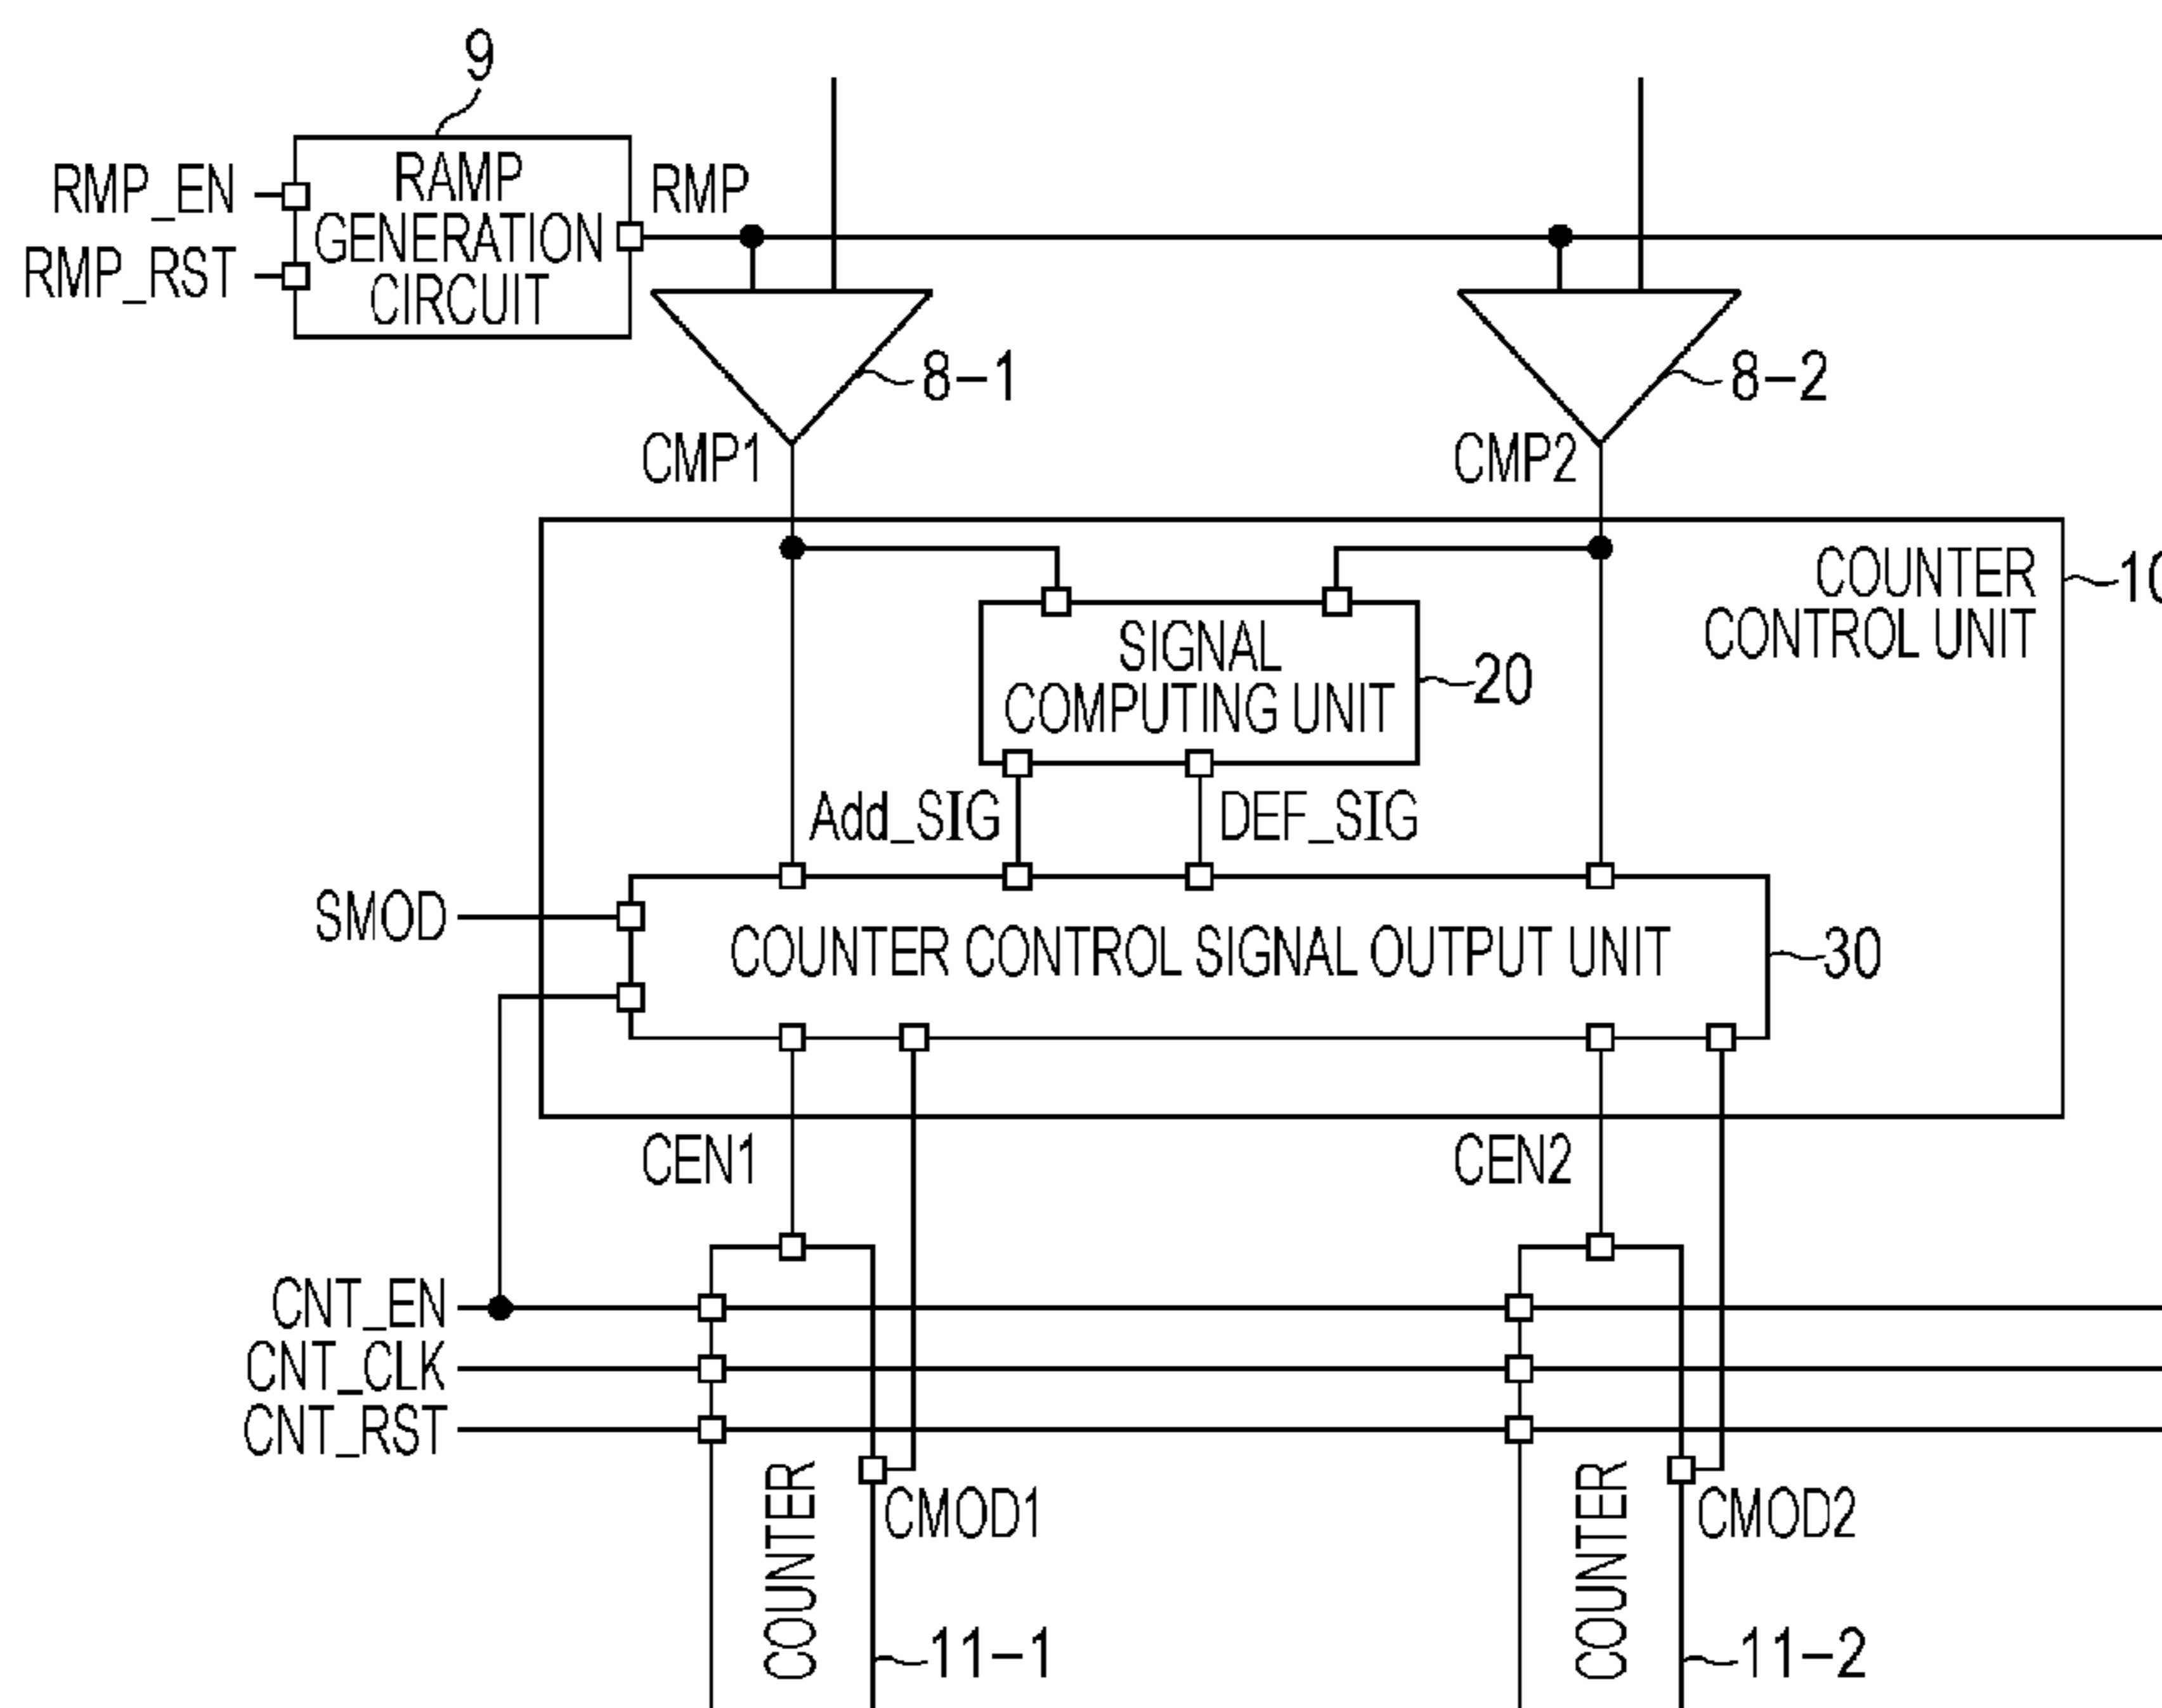 9
RMP_EN
RMP_RST
RAMP
GENERATION
CIRCUIT
RMP
8-1
8-2
CMP1
CMP2
COUNTER
CONTROL UNIT
10
SIGNAL
COMPUTING UNIT
20
Add_SIG
DEF_SIG
SMOD
COUNTER CONTROL SIGNAL OUTPUT UNIT
30
CEN1
CEN2
CNT_EN
CNT_CLK
CNT_RST
COUNTER
CMOD1
COUNTER
CMOD2
11-1
11-2